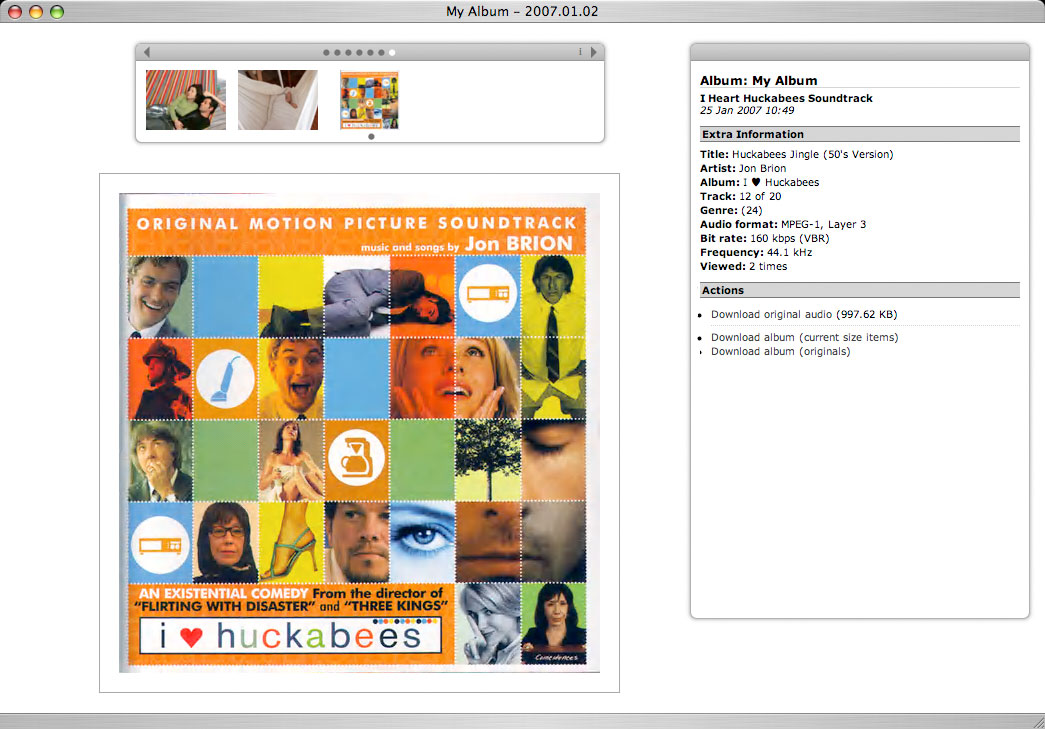 My Album - 2007.01.02
i
Album: My Album
I Heart Huckabees Soundtrack
25 Jan 2007 10:49
Extra Information
Title: Huckabees Jingle (50's Version)
Artist: Jon Brion
Album: I ♥ Huckabees
Track: 12 of 20
Genre: (24)
Audio format: MPEG-1, Layer 3
Bit rate: 160 kbps (VBR)
Frequency: 44.1 kHz
Viewed: 2 times
Actions
Download original audio (997.62 KB)
Download album (current size items)
Download album (originals)
ORIGINAL MOTION PICTURE SOUNDTRACK
music and songs by Jon BRION
AN EXISTENTIAL COMEDY From the director of
"FLIRTING WITH DISASTER" and "THREE KINGS"
i ♥ huckabees